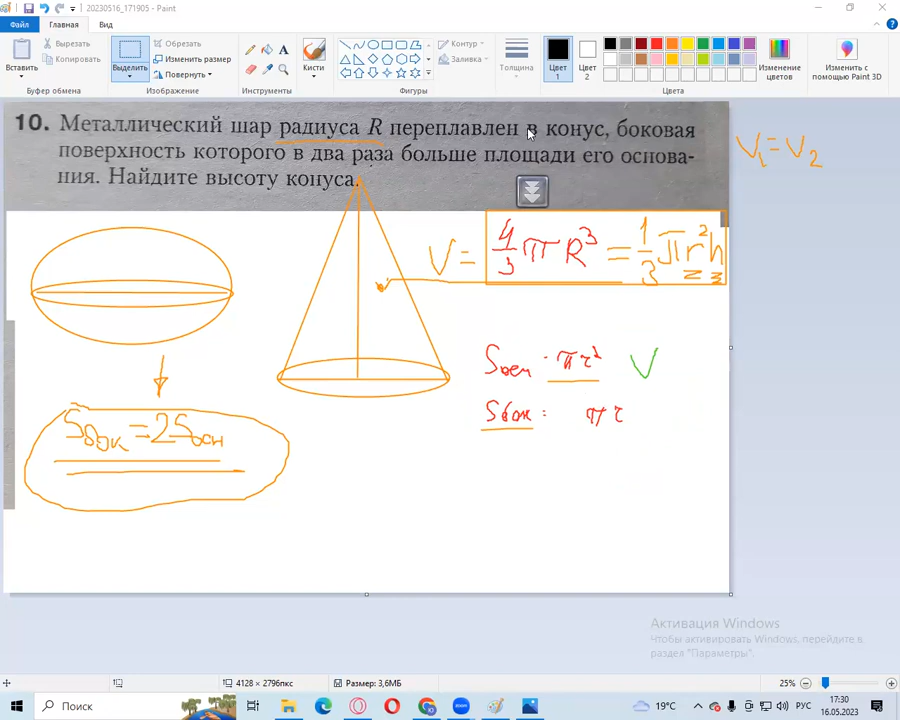 20230516_171905 - Paint
Файл Главная Вид
Вставить
Вырезать
Копировать
Буфер обмена
Выделить
Обрезать
Изменить размер
Повернуть
Изображение
A
Инструменты
Кисти
Контур
Заливка
Фигуры
Толщина
Цвет 1
Цвет 2
Цвета
Изменение цветов
Изменить с помощью Paint 3D
10. Металлический шар радиуса R переплавлен в конус, боковая
поверхность которого в два раза больше площади его основа-
ния. Найдите высоту конуса.
V₁=V₂
V = 4/3 πR³ = 1/3 πr²h
Sосн = πr² V
Sбок = πr
Sбок = 2Sосн
Активация Windows
Чтобы активировать Windows, перейдите в
раздел "Параметры".
4128 × 2796пкс Размер: 3,6МБ 25%
Поиск 19°C РУС 17:30
16.05.2023